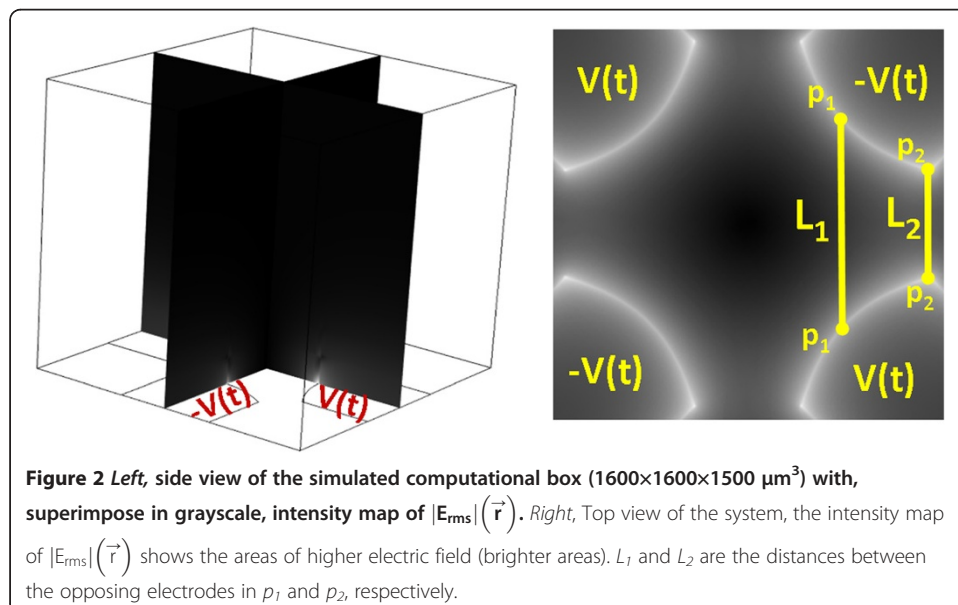 -V(t)
V(t)
V(t)
-V(t)
p1
p2
L1
L2
p2
p1
-V(t)
V(t)
Figure 2 Left, side view of the simulated computational box (1600×1600×1500 μm³) with,
superimpose in grayscale, intensity map of |E_rms|(r⃗). Right, Top view of the system, the intensity map
of |E_rms|(r⃗) shows the areas of higher electric field (brighter areas). L₁ and L₂ are the distances between
the opposing electrodes in p₁ and p₂, respectively.